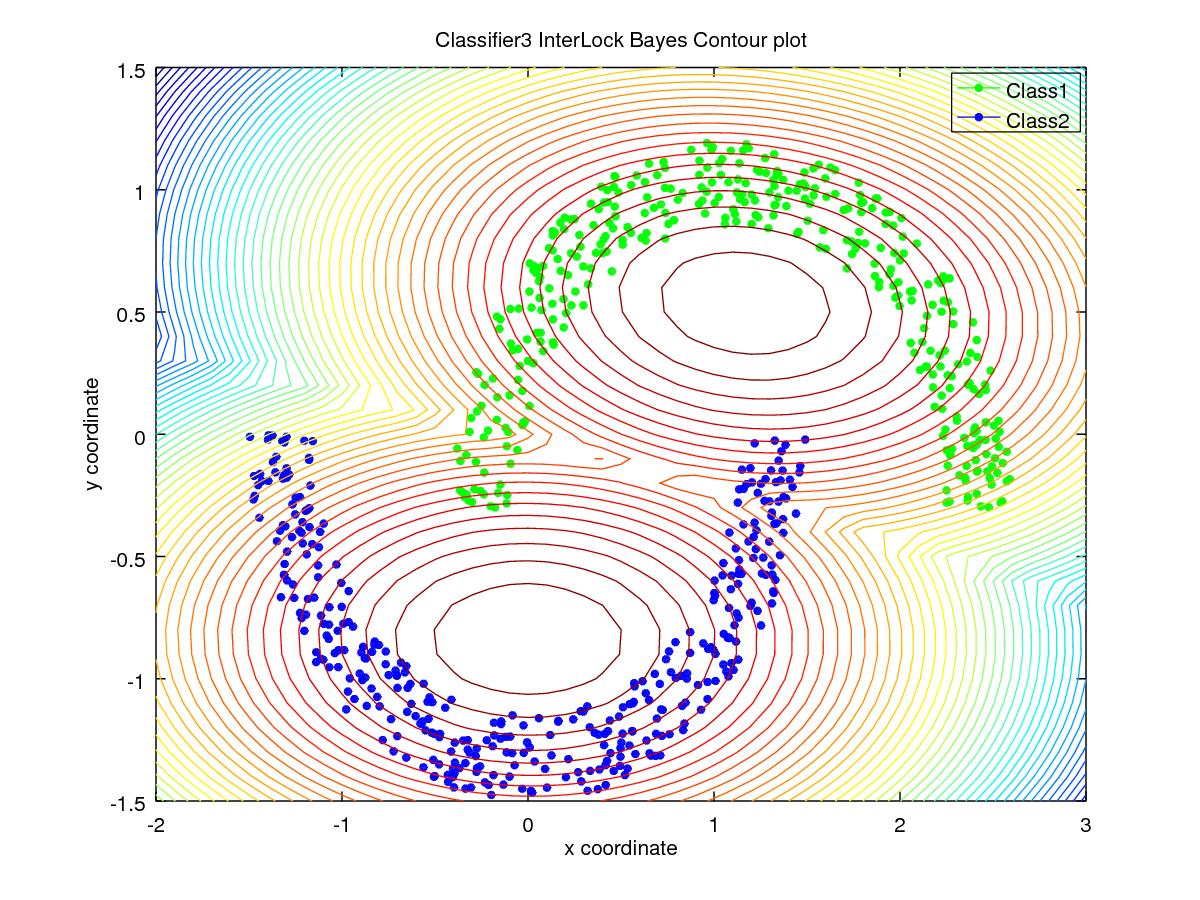 Classifier3 InterLock Bayes Contour plot
Class1
Class2
1.5
1
0.5
0
-0.5
-1
-1.5
y coordinate
-2 -1 0 1 2 3
x coordinate